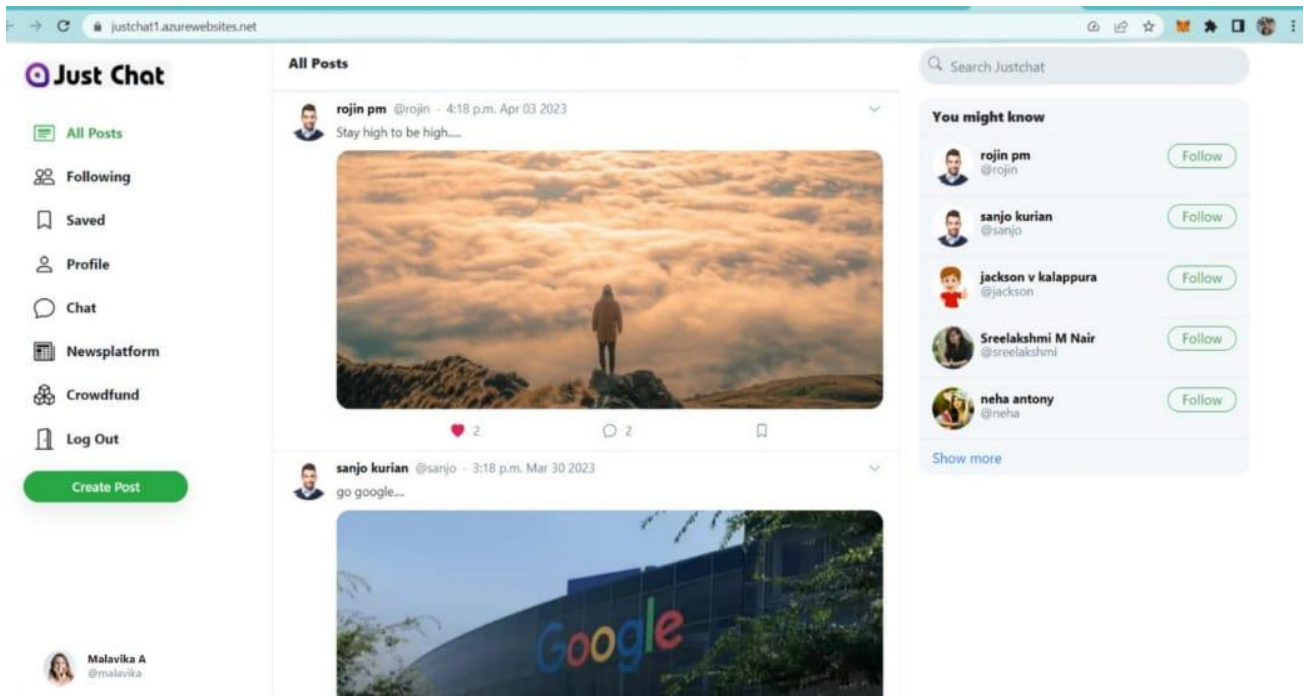 justchat1.azurewebsites.net
Just Chat
All Posts
Following
Saved
Profile
Chat
Newsplatform
Crowdfund
Log Out
Create Post
Malavika A
@malavika
All Posts
rojin pm @rojin - 4:18 p.m. Apr 03 2023
Stay high to be high.....
2 2
sanjo kurian @sanjo - 3:18 p.m. Mar 30 2023
go google....
Google
Search Justchat
You might know
rojin pm
@rojin
Follow
sanjo kurian
@sanjo
Follow
jackson v kalappura
@jackson
Follow
Sreelakshmi M Nair
@sreelakshmi
Follow
neha antony
@neha
Follow
Show more